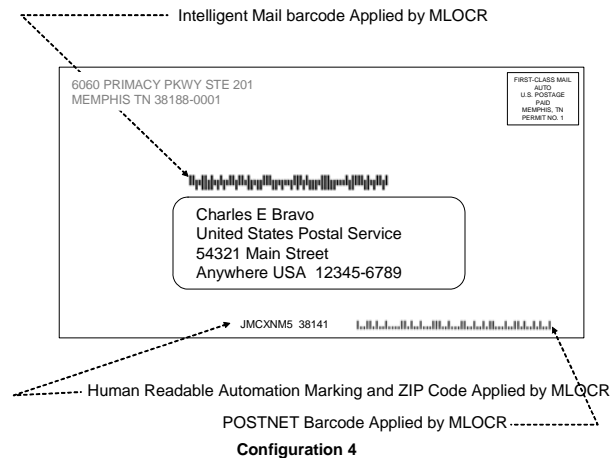 Intelligent Mail barcode Applied by MLOCR
6060 PRIMACY PKWY STE 201
MEMPHIS TN 38188-0001
FIRST-CLASS MAIL
AUTO
U.S. POSTAGE
PAID
MEMPHIS, TN
PERMIT NO. 1
Charles E Bravo
United States Postal Service
54321 Main Street
Anywhere USA 12345-6789
JMCXNM5 38141
Human Readable Automation Marking and ZIP Code Applied by MLOCR
POSTNET Barcode Applied by MLOCR
Configuration 4